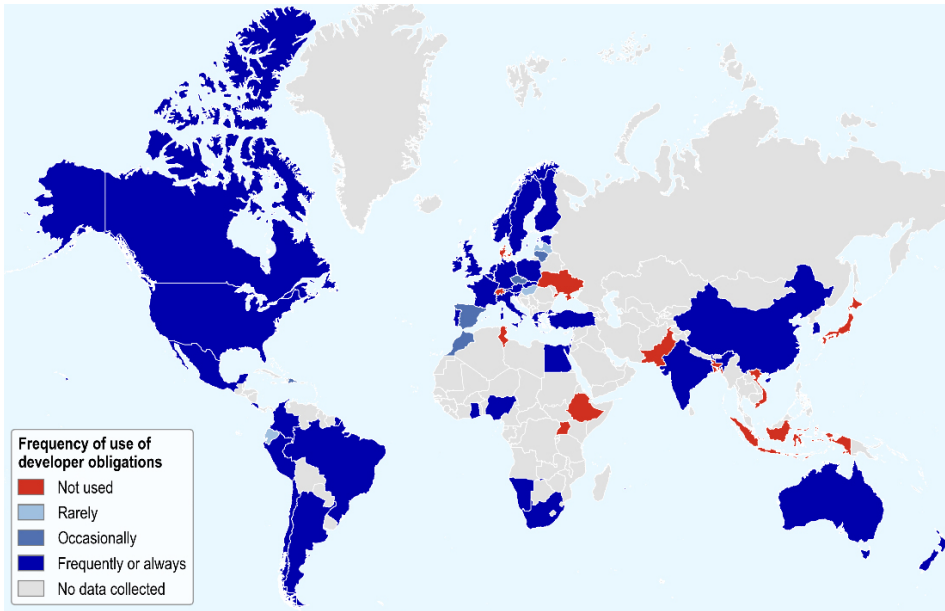 Frequency of use of
developer obligations
Not used
Rarely
Occasionally
Frequently or always
No data collected